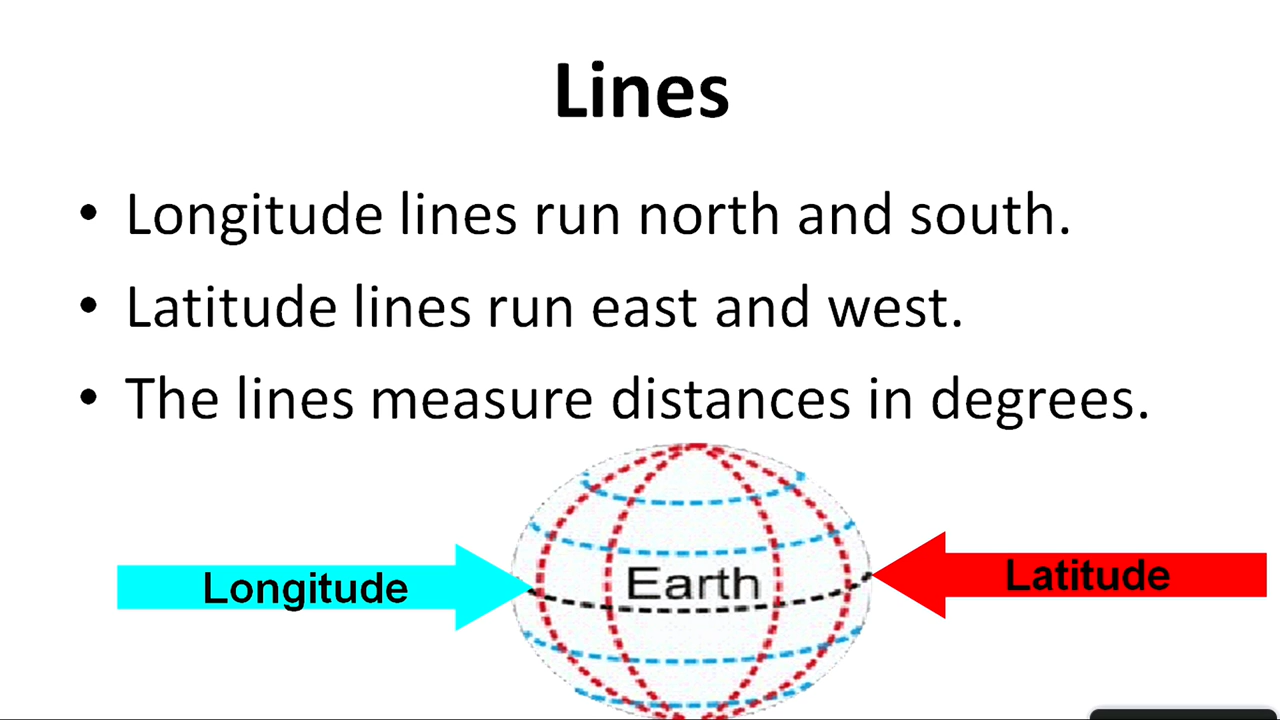 Lines
• Longitude lines run north and south.
• Latitude lines run east and west.
• The lines measure distances in degrees.
Longitude
Earth
Latitude